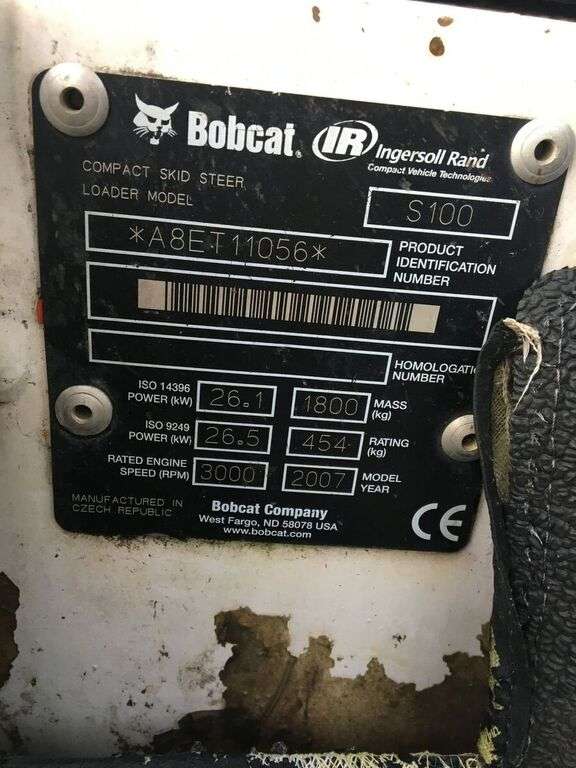 Bobcat®
IR Ingersoll Rand
Compact Vehicle Technologies
COMPACT SKID STEER
LOADER MODEL
S100
*A8ET11056*
PRODUCT
IDENTIFICATION
NUMBER
HOMOLOGATION
NUMBER
ISO 14396
POWER (kW)
26.1
1800
MASS
(kg)
ISO 9249
POWER (kW)
26.5
454
RATING
(kg)
RATED ENGINE
SPEED (RPM)
3000
2007
MODEL
YEAR
MANUFACTURED IN
CZECH REPUBLIC
Bobcat Company
West Fargo, ND 58078 USA
www.bobcat.com
CE